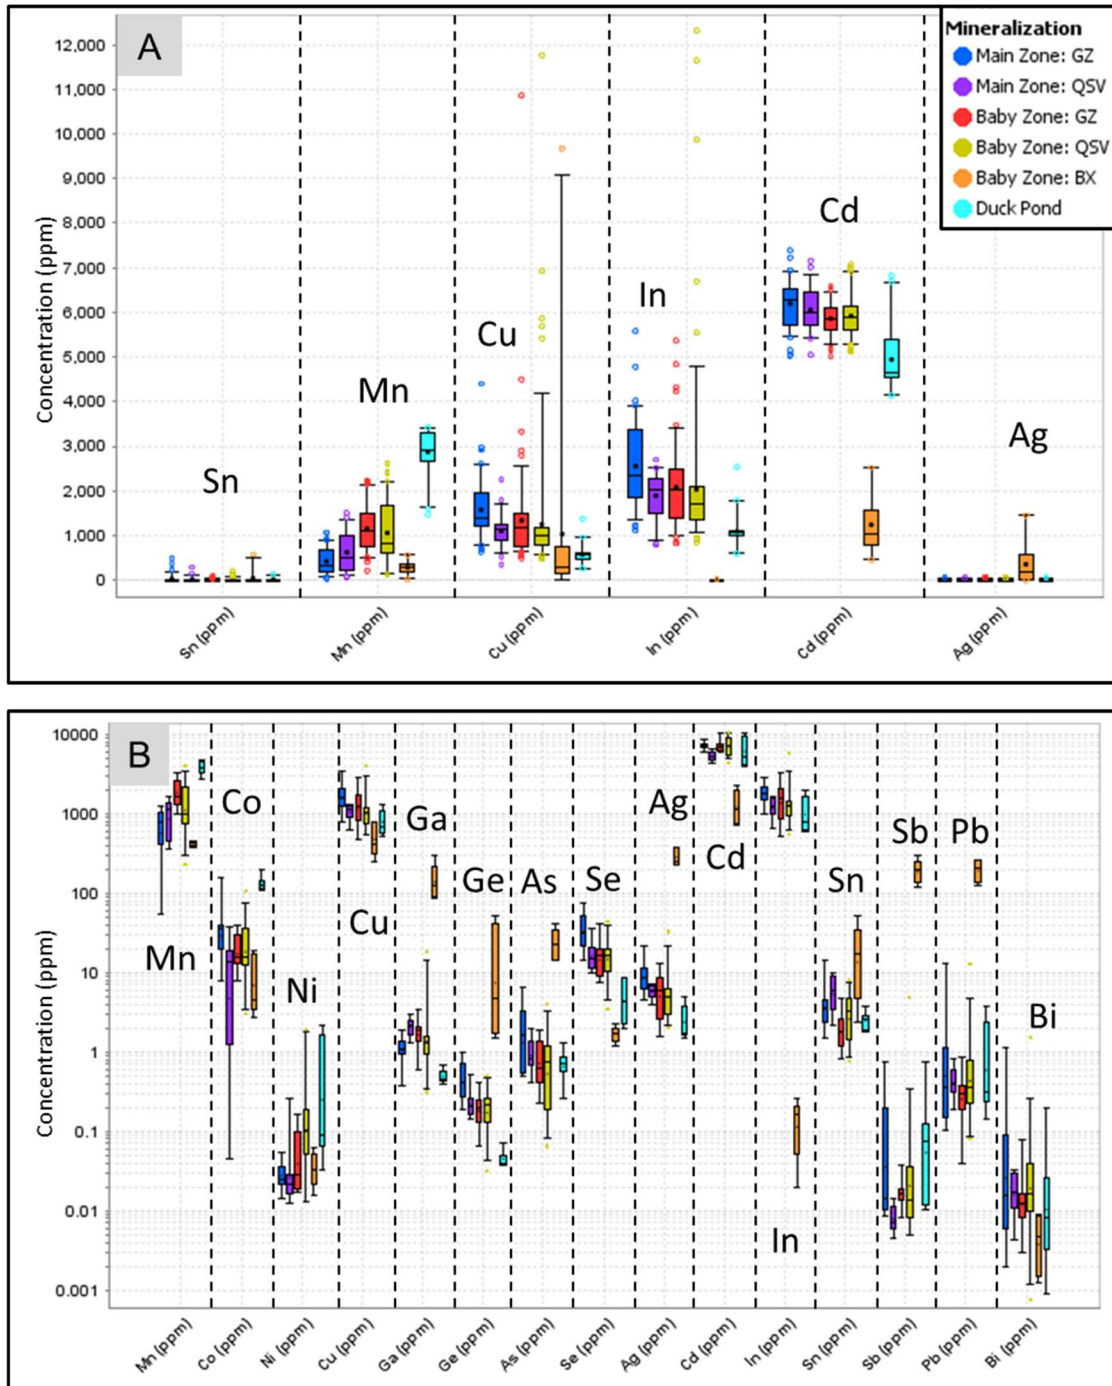 A
Mineralization
Main Zone: GZ
Main Zone: QSV
Baby Zone: GZ
Baby Zone: QSV
Baby Zone: BX
Duck Pond
Concentration (ppm)
12,000
11,000
10,000
9,000
8,000
7,000
6,000
5,000
4,000
3,000
2,000
1,000
0
Sn
Mn
Cu
In
Cd
Ag
Sn (ppm)
Mn (ppm)
Cu (ppm)
In (ppm)
Cd (ppm)
Ag (ppm)
B
Concentration (ppm)
10000
1000
100
10
1
0.1
0.01
0.001
Mn
Co
Ni
Cu
Ga
Ge
As
Se
Ag
Cd
In
Sn
Sb
Pb
Bi
Mn (ppm)
Co (ppm)
Ni (ppm)
Cu (ppm)
Ga (ppm)
Ge (ppm)
As (ppm)
Se (ppm)
Ag (ppm)
Cd (ppm)
In (ppm)
Sn (ppm)
Sb (ppm)
Pb (ppm)
Bi (ppm)